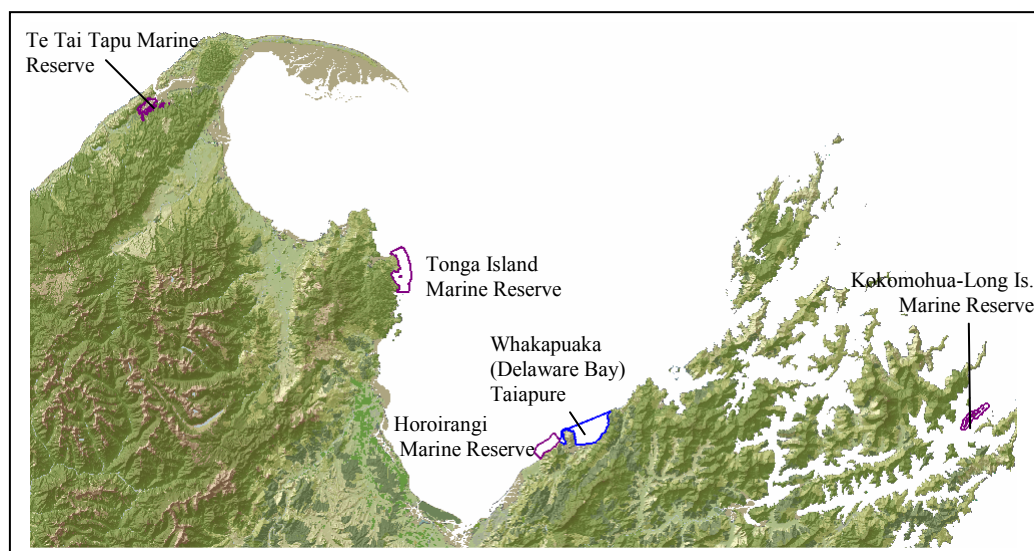 Te Tai Tapu Marine
Reserve
Tonga Island
Marine Reserve
Kokomohua-Long Is.
Marine Reserve
Whakapuaka
(Delaware Bay)
Taiapure
Horoirangi
Marine Reserve